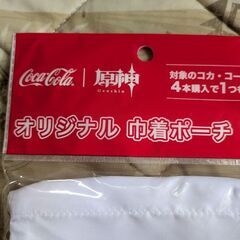 Coca-Cola 原神
Genshin
対象のコカ・コー
4本購入で1つも
オリジナル 巾着ポーチ